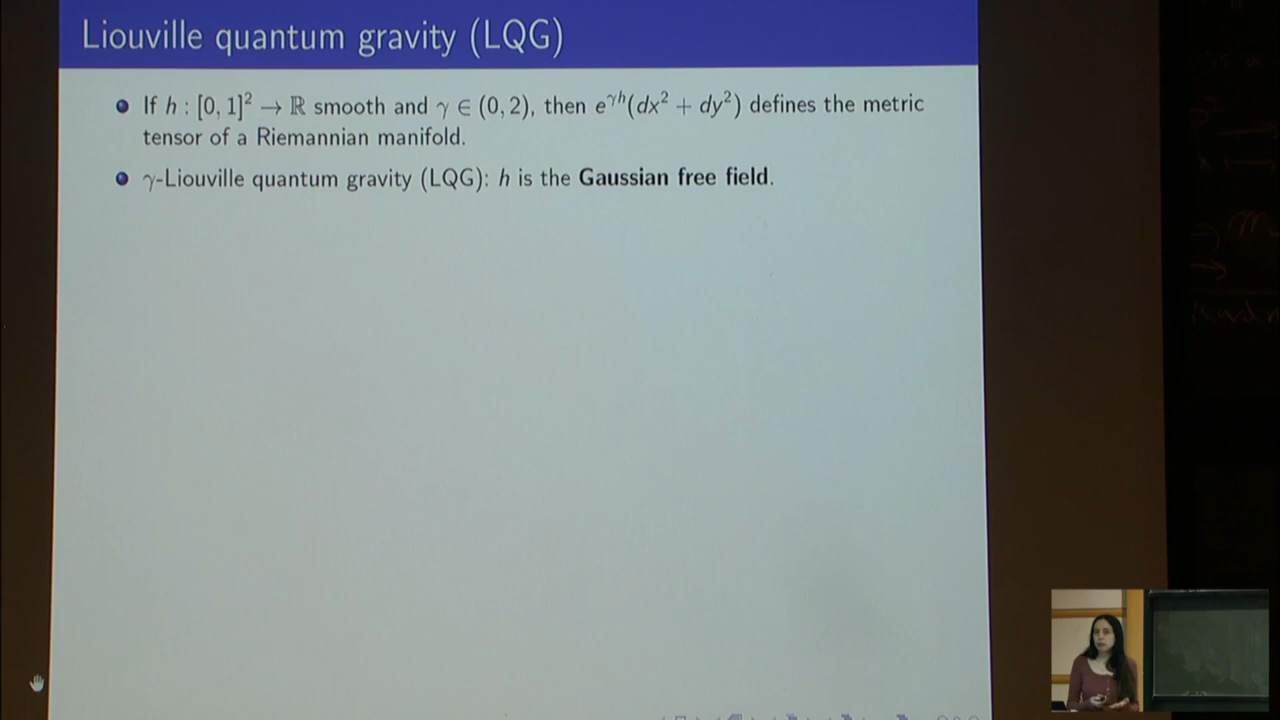 Liouville quantum gravity (LQG)
If h : [0, 1]² → ℝ smooth and γ ∈ (0, 2), then e^{γh}(dx² + dy²) defines the metric
tensor of a Riemannian manifold.
γ-Liouville quantum gravity (LQG): h is the Gaussian free field.